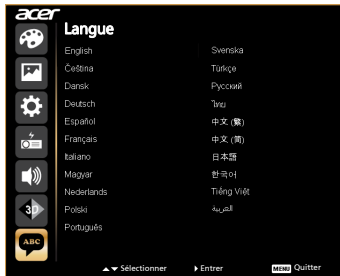 acer
Langue
English
Čeština
Dansk
Deutsch
Español
Français
Italiano
Magyar
Nederlands
Polski
Português
Svenska
Türkçe
Русский
ไทย
中文 (繁)
中文 (简)
日本語
한국어
Tiếng Việt
العربية
3D
ABC
Sélectionner
Entrer
MENU Quitter